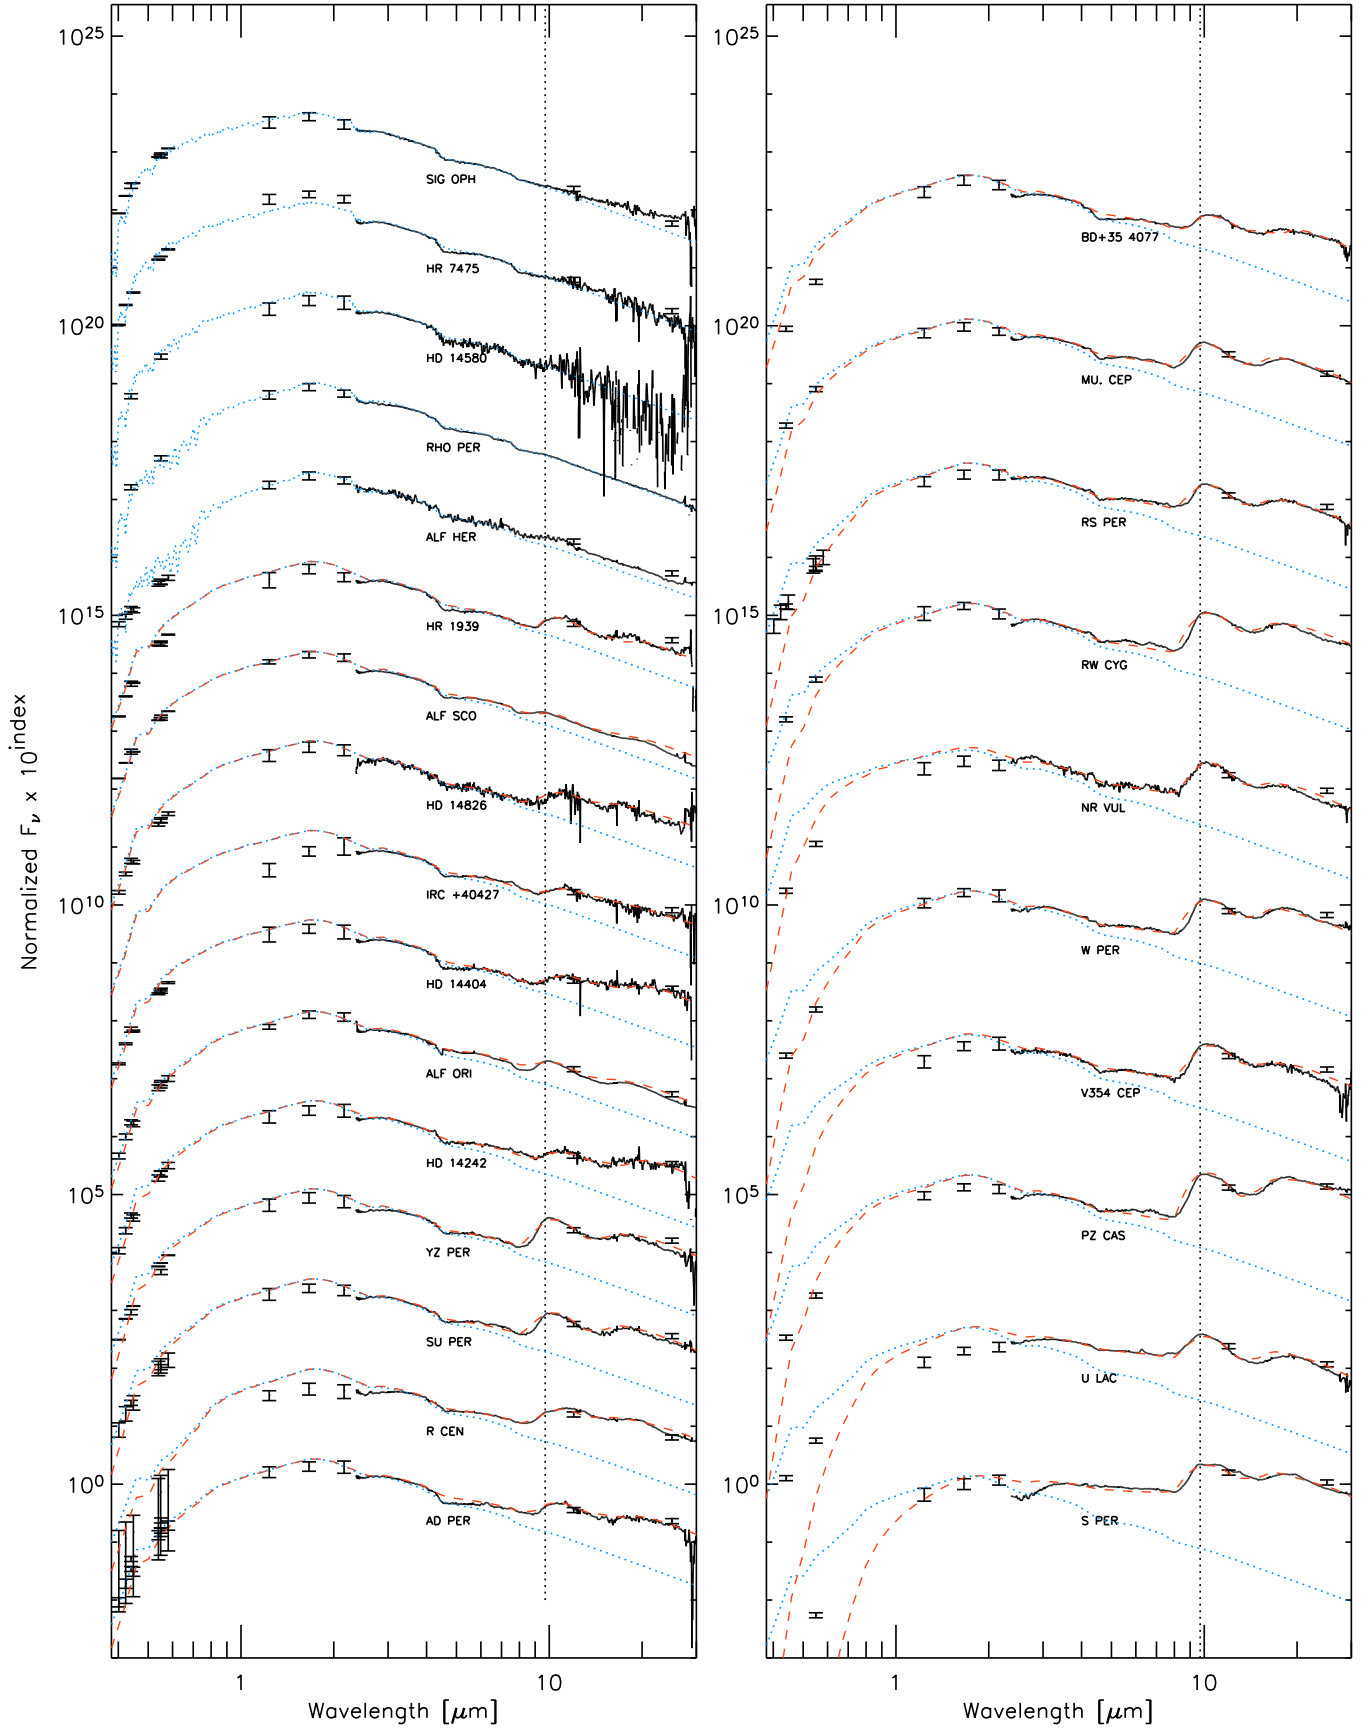 10^25
10^20
10^15
10^10
10^5
10^0
Normalized F_ν x 10^index
SIG OPH
HR 7475
HD 14580
RHO PER
ALF HER
HR 1939
ALF SCO
HD 14826
IRC +40427
HD 14404
ALF ORI
HD 14242
YZ PER
SU PER
R CEN
AD PER
1
10
Wavelength [μm]
10^25
10^20
10^15
10^10
10^5
10^0
BD+35 4077
MU. CEP
RS PER
RW CYG
NR VUL
W PER
V354 CEP
PZ CAS
U LAC
S PER
1
10
Wavelength [μm]